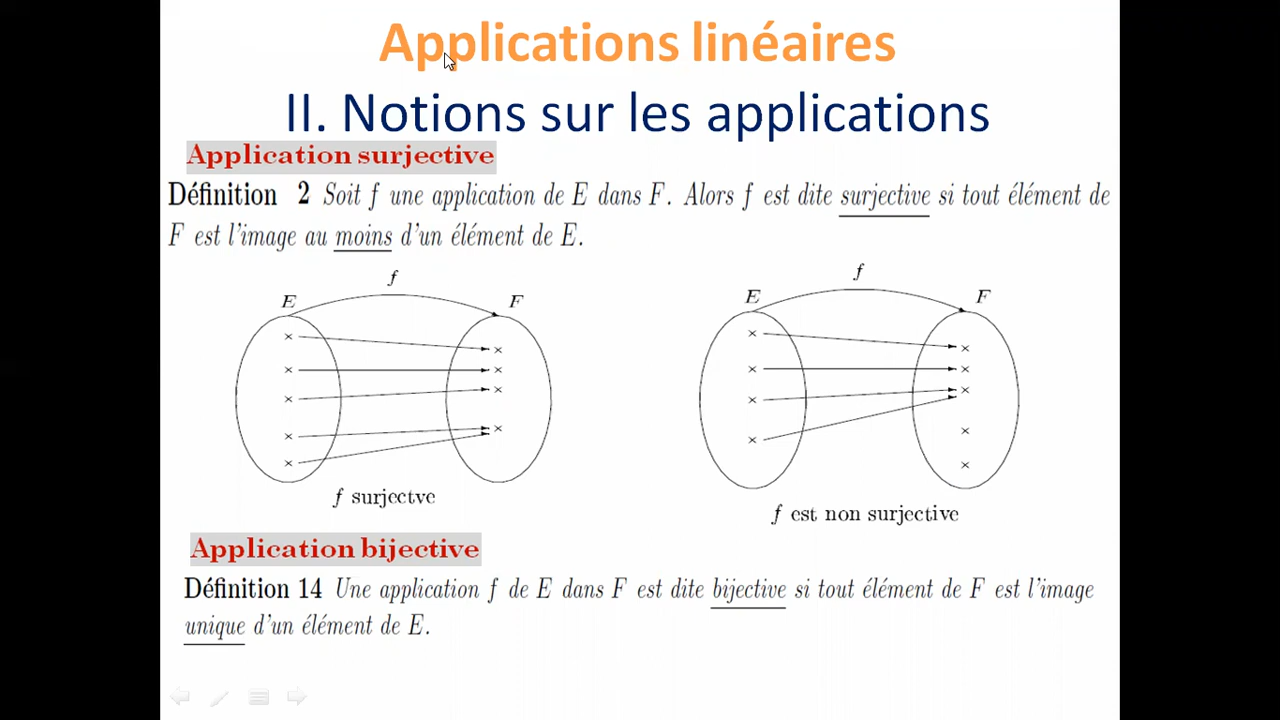 Applications linéaires
II. Notions sur les applications
Application surjective
Définition 2 Soit f une application de E dans F. Alors f est dite surjective si tout élément de
F est l'image au moins d'un élément de E.
f
E
F
f surjectve
f
E
F
f est non surjective
Application bijective
Définition 14 Une application f de E dans F est dite bijective si tout élément de F est l'image
unique d'un élément de E.